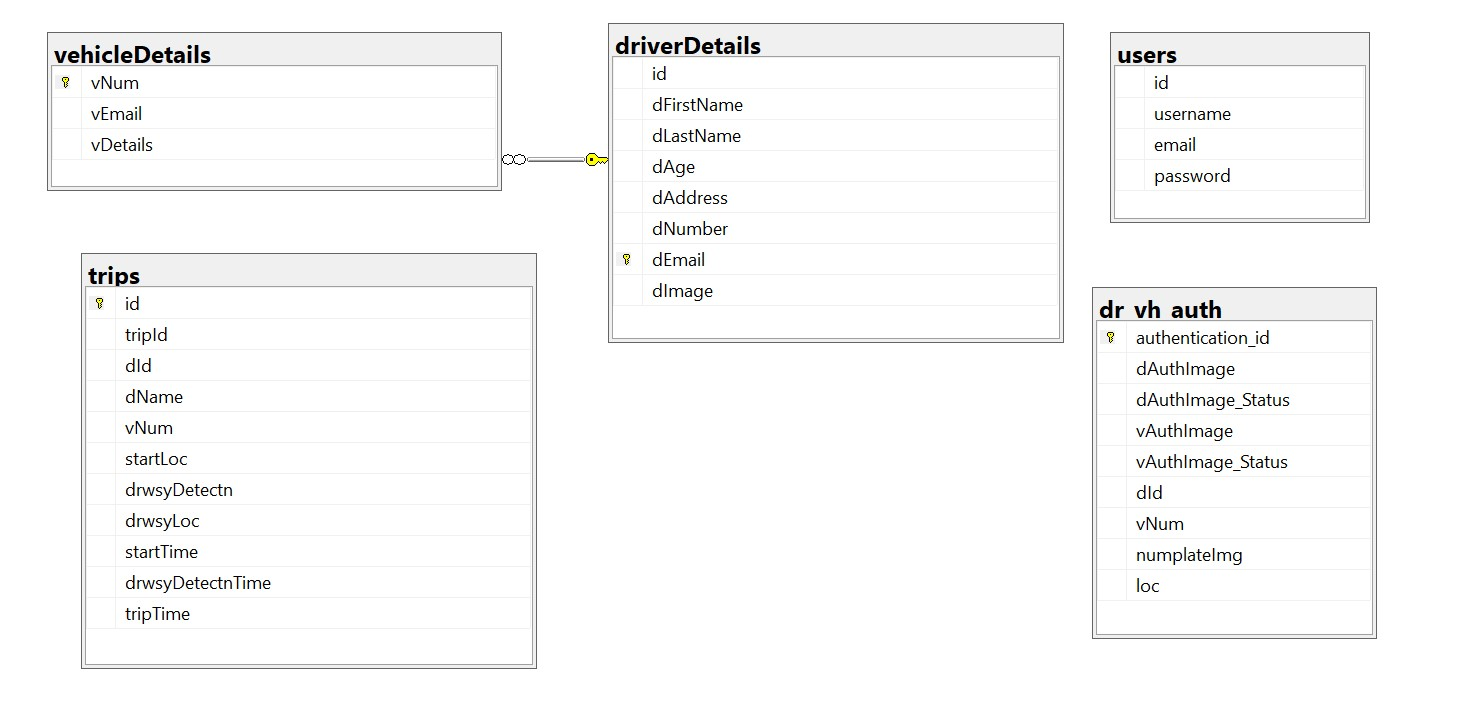 vehicleDetails
vNum
vEmail
vDetails
driverDetails
id
dFirstName
dLastName
dAge
dAddress
dNumber
dEmail
dImage
users
id
username
email
password
trips
id
tripId
dId
dName
vNum
startLoc
drwsyDetectn
drwsyLoc
startTime
drwsyDetectnTime
tripTime
dr_vh_auth
authentication_id
dAuthImage
dAuthImage_Status
vAuthImage
vAuthImage_Status
dId
vNum
numplateImg
loc